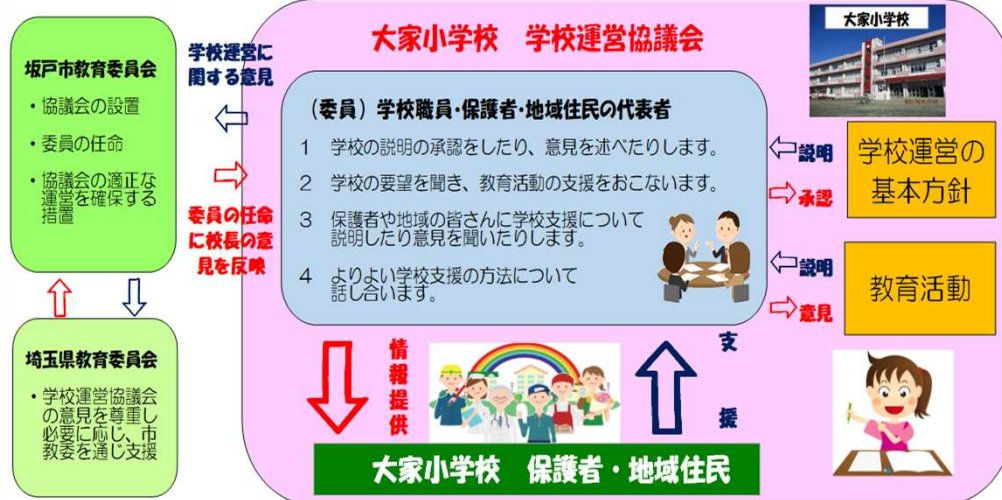 大家小学校　学校運営協議会
大家小学校
坂戸市教育委員会
・協議会の設置
・委員の任命
・協議会の適正な
運営を確保する
措置
学校運営に
関する意見
委員の任命
に校長の意
見を反映
埼玉県教育委員会
・学校運営協議会
の意見を尊重し
必要に応じ、市
教委を通じ支援
（委員）学校職員・保護者・地域住民の代表者
1　学校の説明の承認をしたり、意見を述べたりします。
2　学校の要望を聞き、教育活動の支援をおこないます。
3　保護者や地域の皆さんに学校支援について
説明したり意見を聞いたりします。
4　よりよい学校支援の方法について
話し合います。
説明
承認
学校運営の
基本方針
説明
意見
教育活動
情報提供
支援
大家小学校　保護者・地域住民